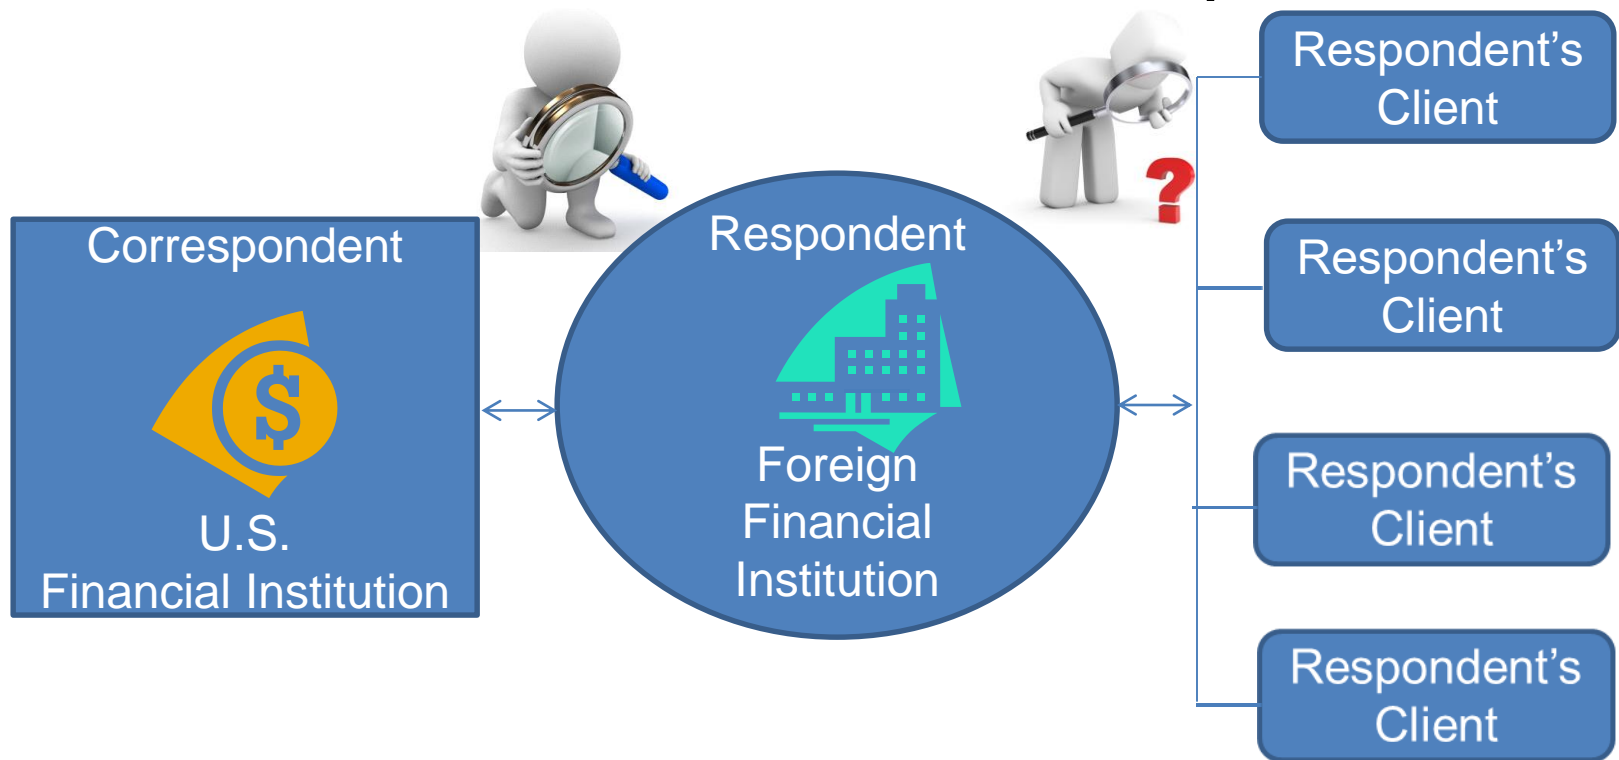 Correspondent
$
U.S.
Financial Institution
Respondent
Foreign
Financial
Institution
?
Respondent’s
Client
Respondent’s
Client
Respondent’s
Client
Respondent’s
Client